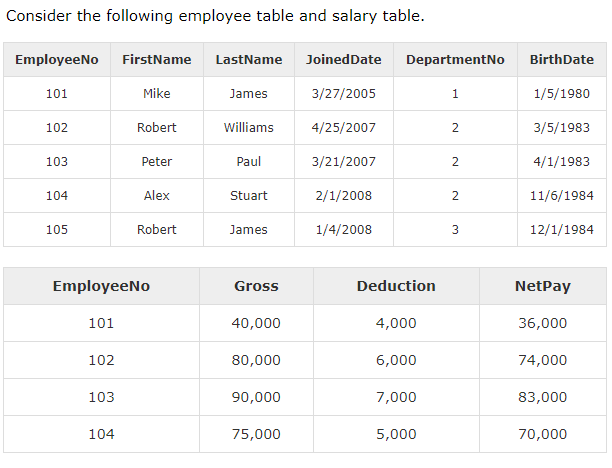 Consider the following employee table and salary table.
EmployeeNo FirstName LastName JoinedDate DepartmentNo BirthDate
101 Mike James 3/27/2005 1 1/5/1980
102 Robert Williams 4/25/2007 2 3/5/1983
103 Peter Paul 3/21/2007 2 4/1/1983
104 Alex Stuart 2/1/2008 2 11/6/1984
105 Robert James 1/4/2008 3 12/1/1984
EmployeeNo Gross Deduction NetPay
101 40,000 4,000 36,000
102 80,000 6,000 74,000
103 90,000 7,000 83,000
104 75,000 5,000 70,000